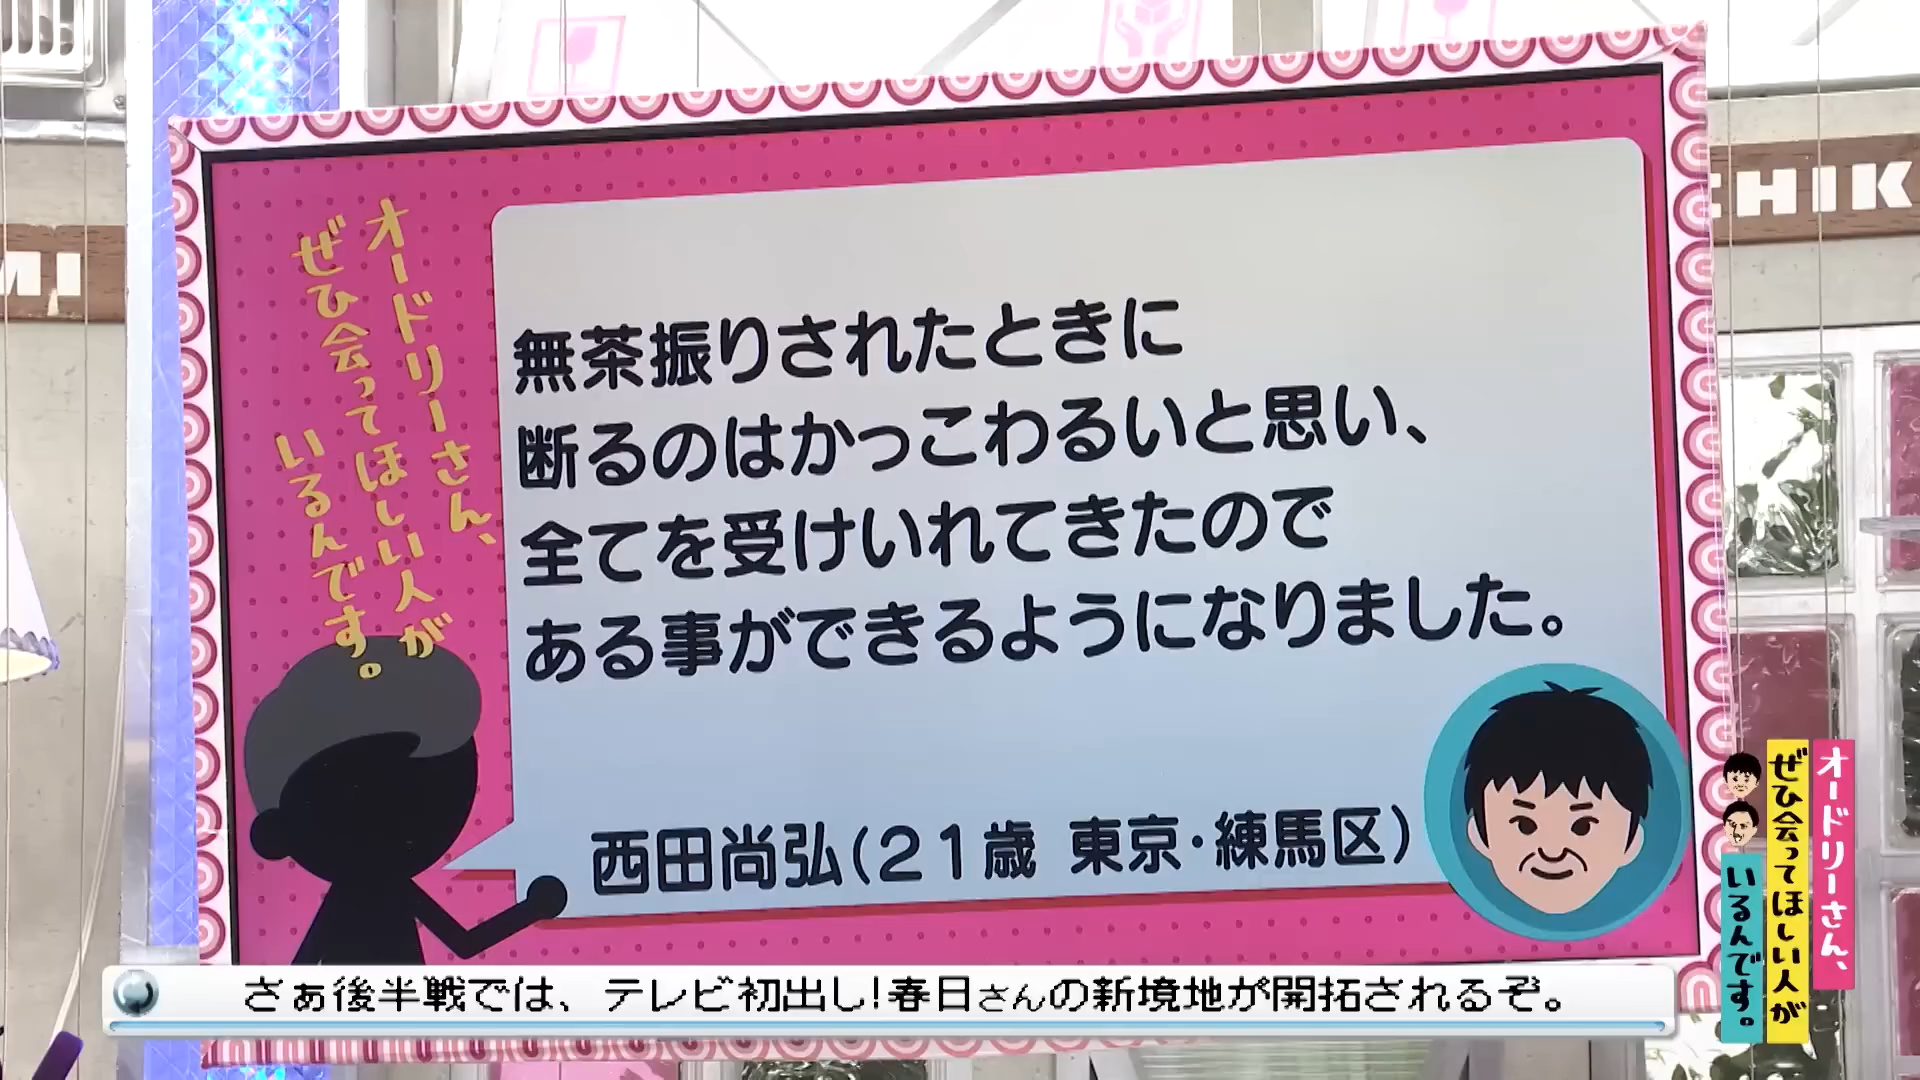 オードリーさん、
ぜひ会ってほしい人が
いるんです。
無茶振りされたときに
断るのはかっこわるいと思い、
全てを受けいれてきたので
ある事ができるようになりました。
西田尚弘(21歳 東京・練馬区)
CHIK
MI
オードリーさん、
ぜひ会ってほしい人が
いるんです。
さぁ後半戦では、テレビ初出し!春日さんの新境地が開拓されるぞ。